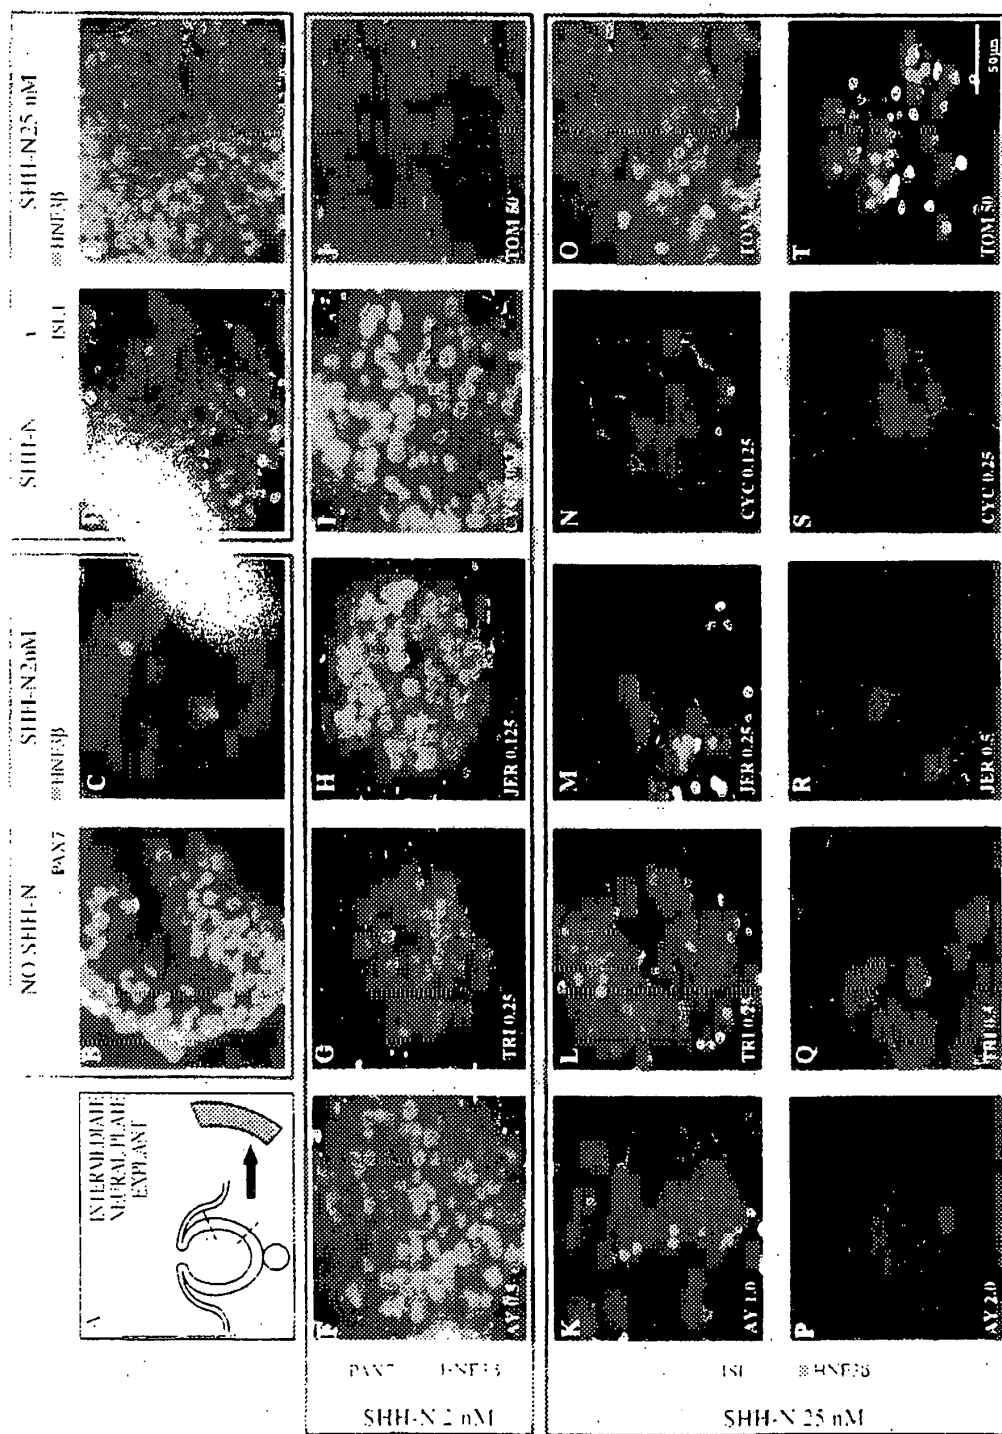 NO SHH-N
SHH-N 2nM
SHH-N
SHH-N 25 nM
PAX7
HNF3β
ISL1
HNF3β
A
INTERMEDIATE
NEURAL PLATE
EXPLANT
B
C
SHH-N 2 nM
PAX7
AY 0.5
G
TRI 0.25
H
JER 0.125
I
TOM 50
SHH-N 25 nM
HNF3β
K
AY 1.0
L
TRI 0.25
M
JER 0.25
N
CYC 0.125
O
TOM
P
AY 2.0
Q
TRI
R
JER 0.5
S
CYC 0.25
T
TOM 50
50µm